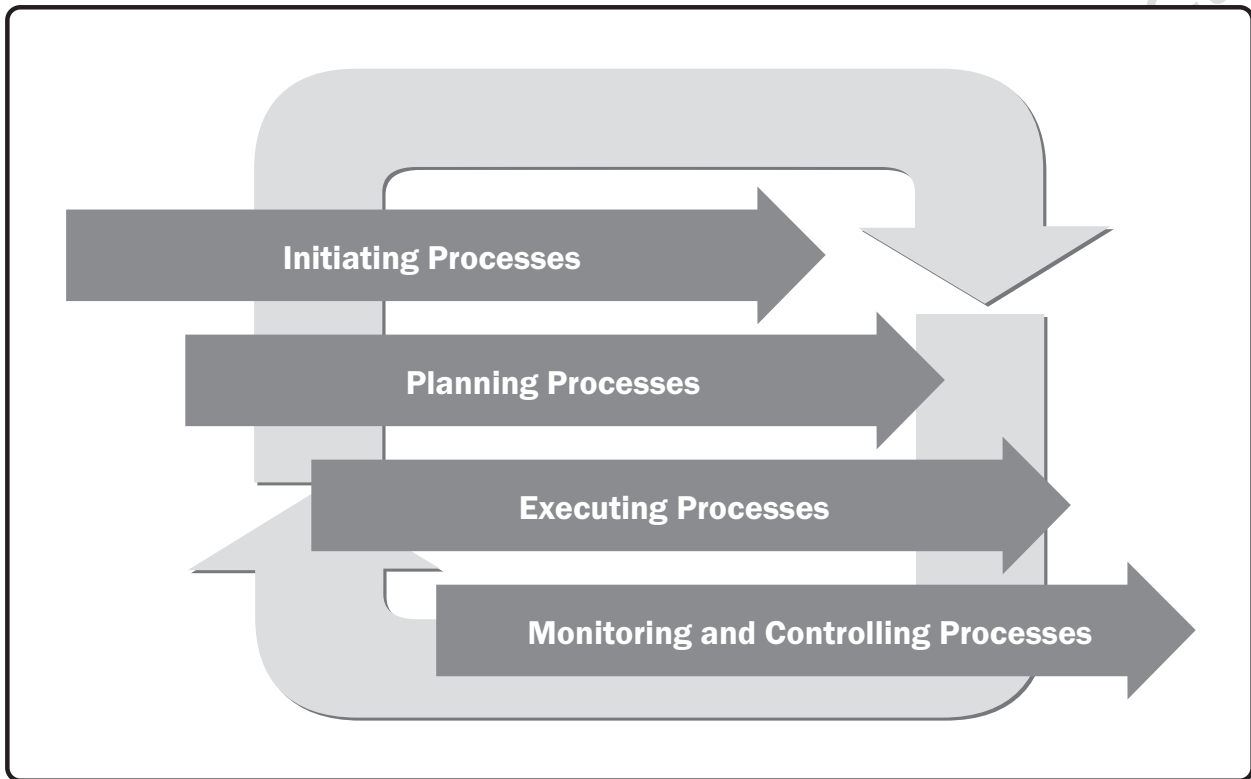 Initiating Processes
Planning Processes
Executing Processes
Monitoring and Controlling Processes